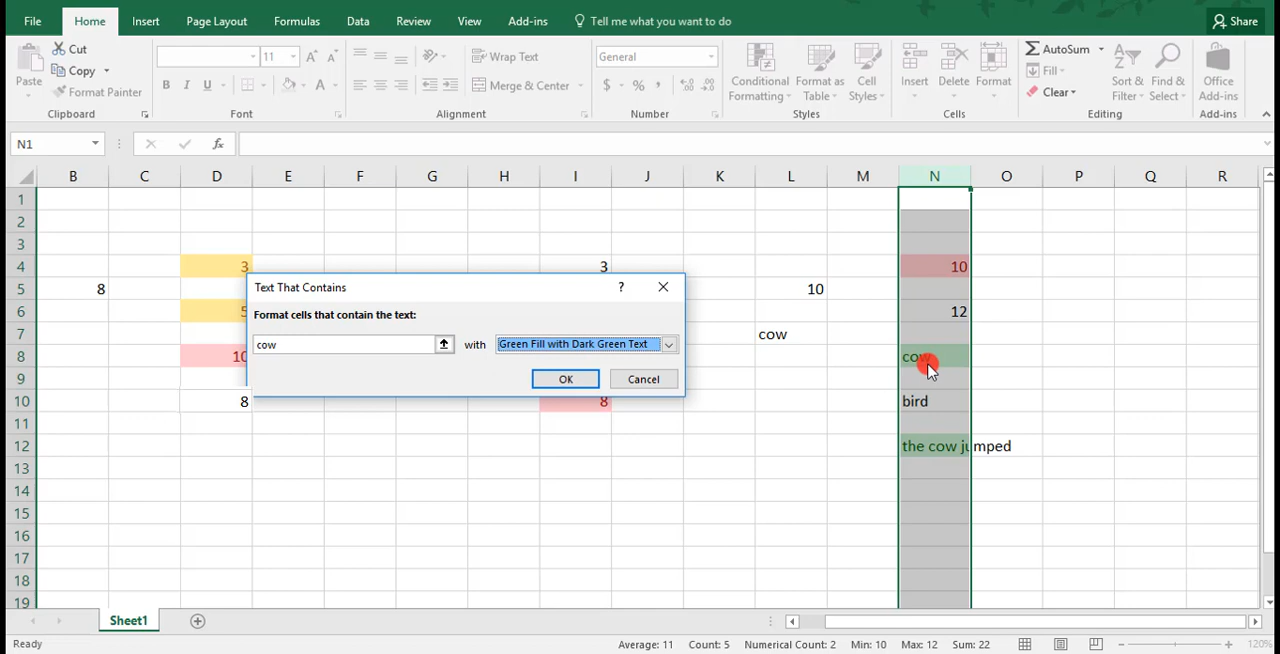 File Home Insert Page Layout Formulas Data Review View Add-ins Tell me what you want to do Share
Cut
Copy
Format Painter
Paste
Clipboard
11 A A
B I U A
Font
Wrap Text
Merge & Center
Alignment
General
$ % ,
Number
Conditional Formatting
Format as Table
Cell Styles
Styles
Insert Delete Format
Cells
AutoSum
Fill
Clear
Sort & Filter
Find & Select
Editing
Office Add-ins
Add-ins
N1 fx
B C D E F G H I J K L M N O P Q R
1
2
3
4 3 3 10
5 8 10
6 5 12
7 cow
8 10 cow
9
10 8 8 bird
11
12 the cow jumped
13
14
15
16
17
18
19
Text That Contains ?
Format cells that contain the text:
cow with Green Fill with Dark Green Text
OK Cancel
Sheet1
Ready Average: 11 Count: 5 Numerical Count: 2 Min: 10 Max: 12 Sum: 22 120%